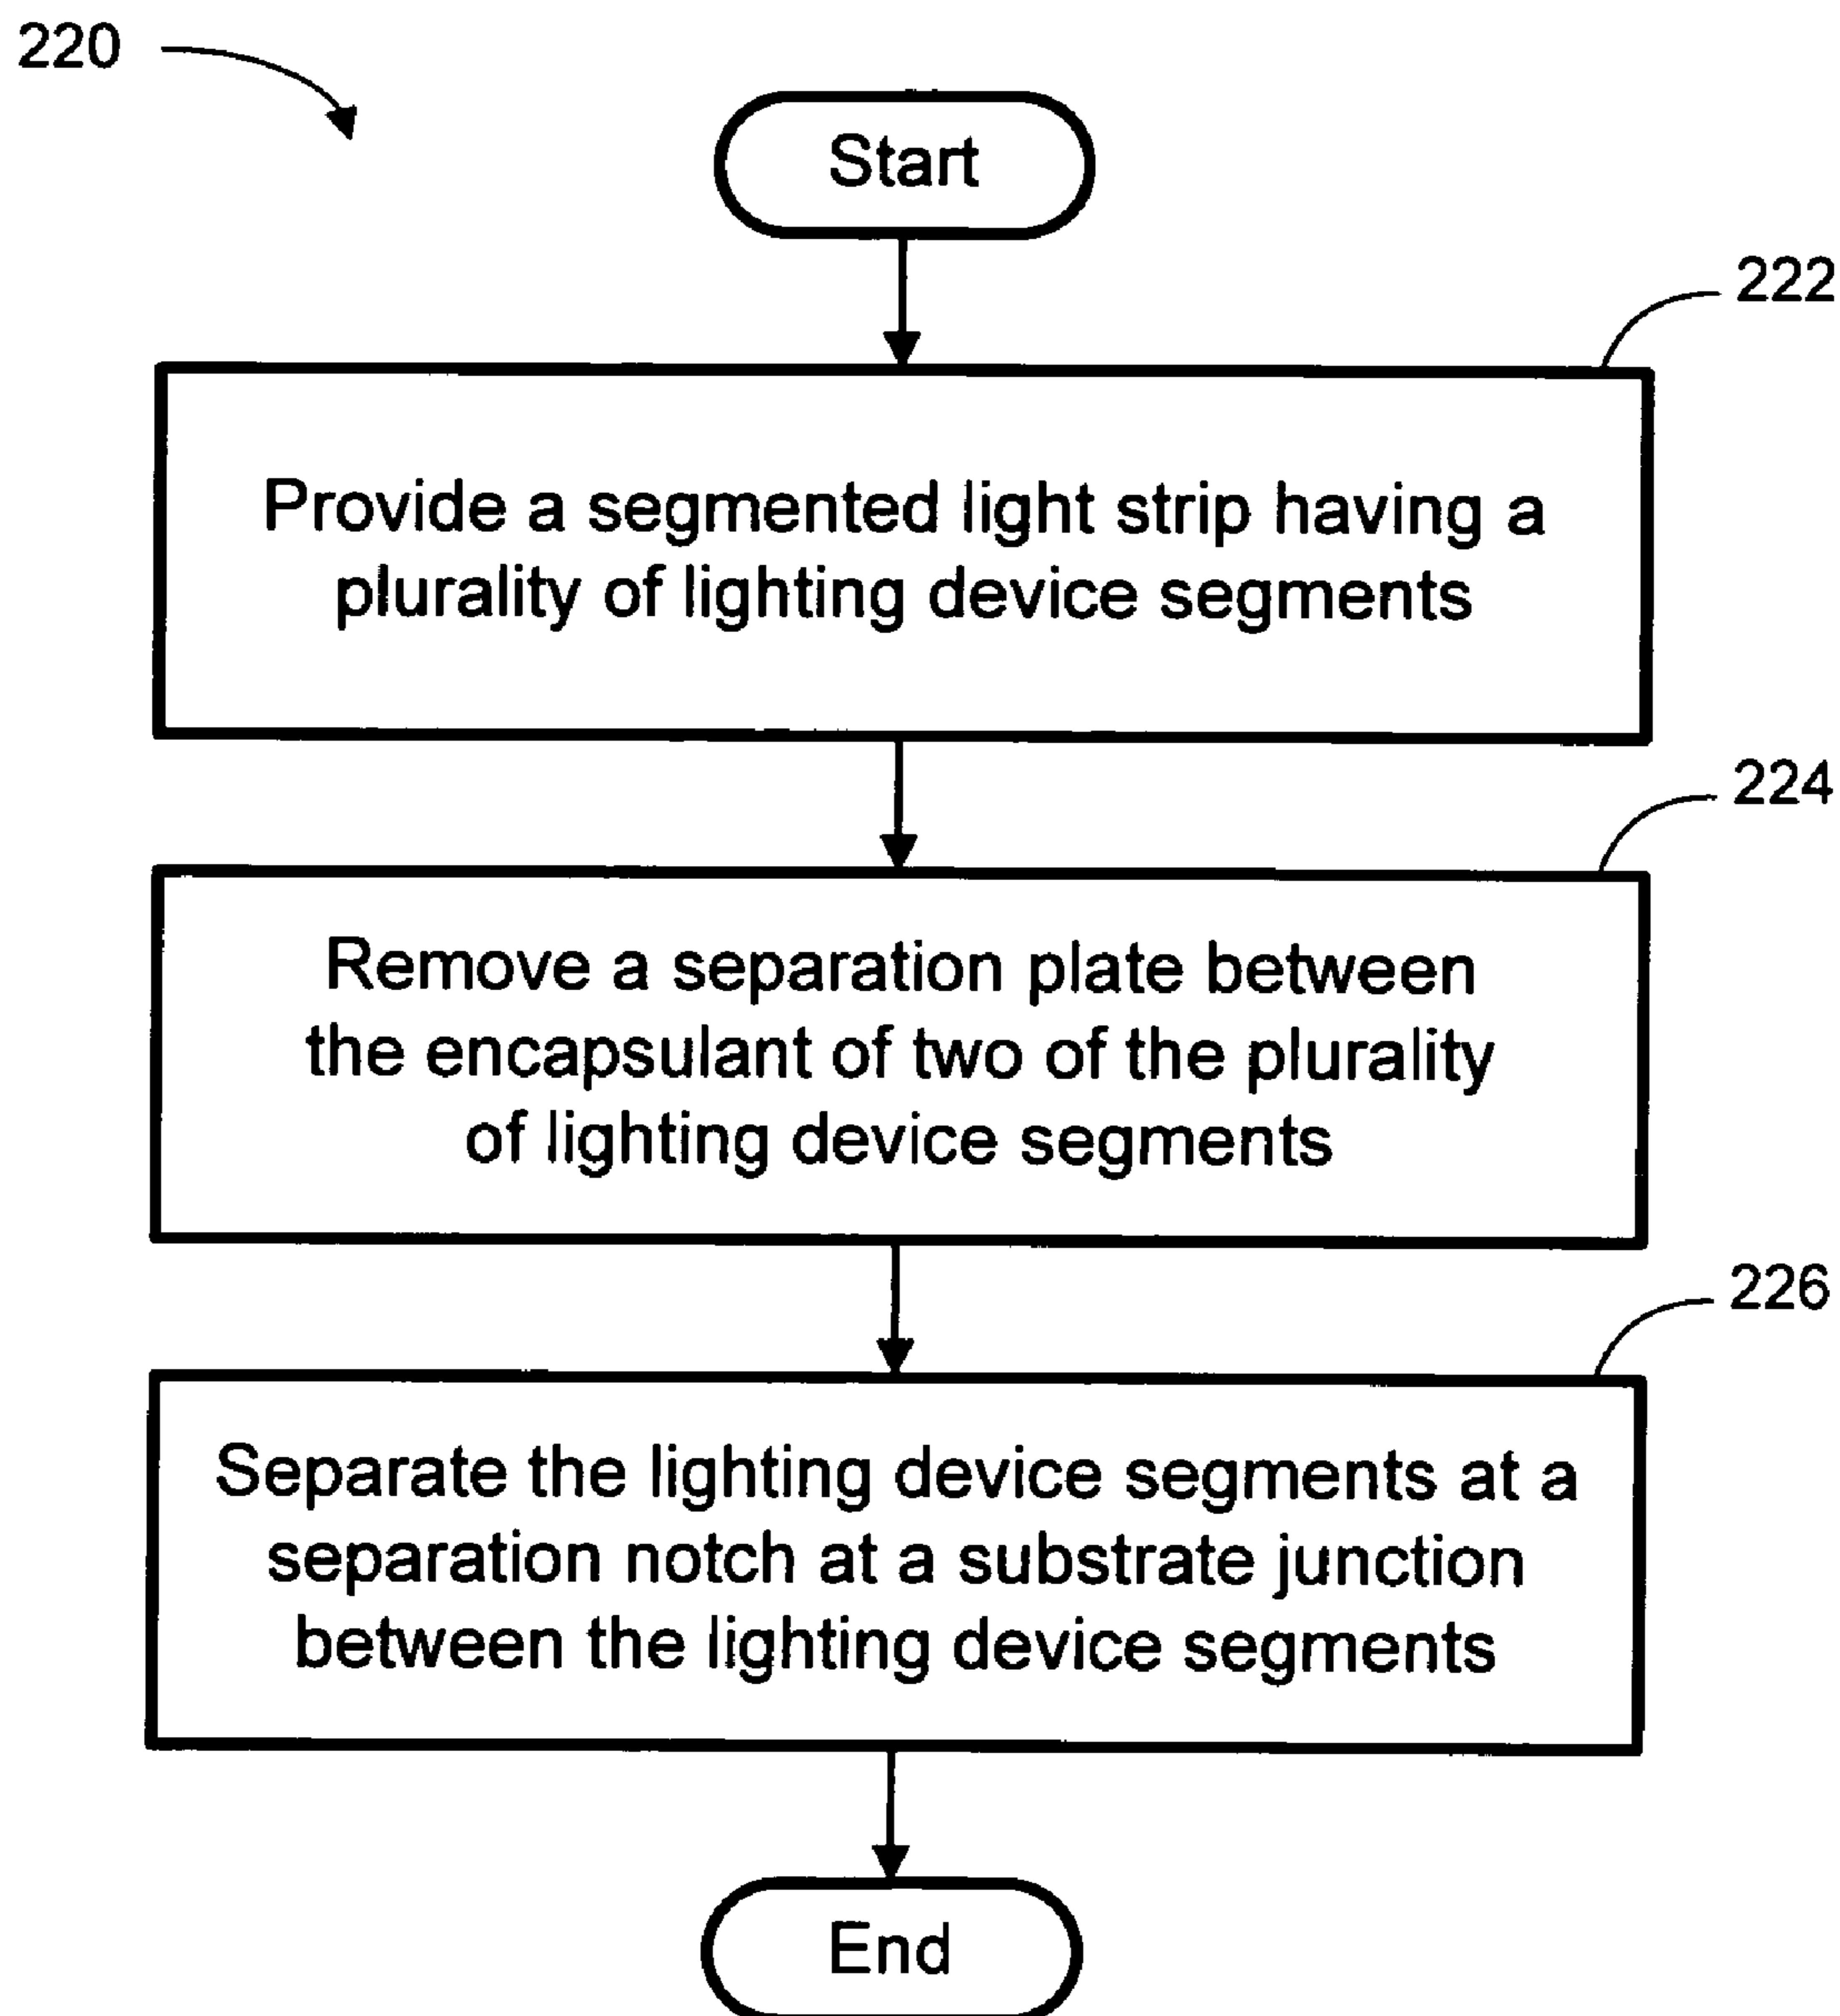 220
Start
222
Provide a segmented light strip having a
plurality of lighting device segments
224
Remove a separation plate between
the encapsulant of two of the plurality
of lighting device segments
226
Separate the lighting device segments at a
separation notch at a substrate junction
between the lighting device segments
End